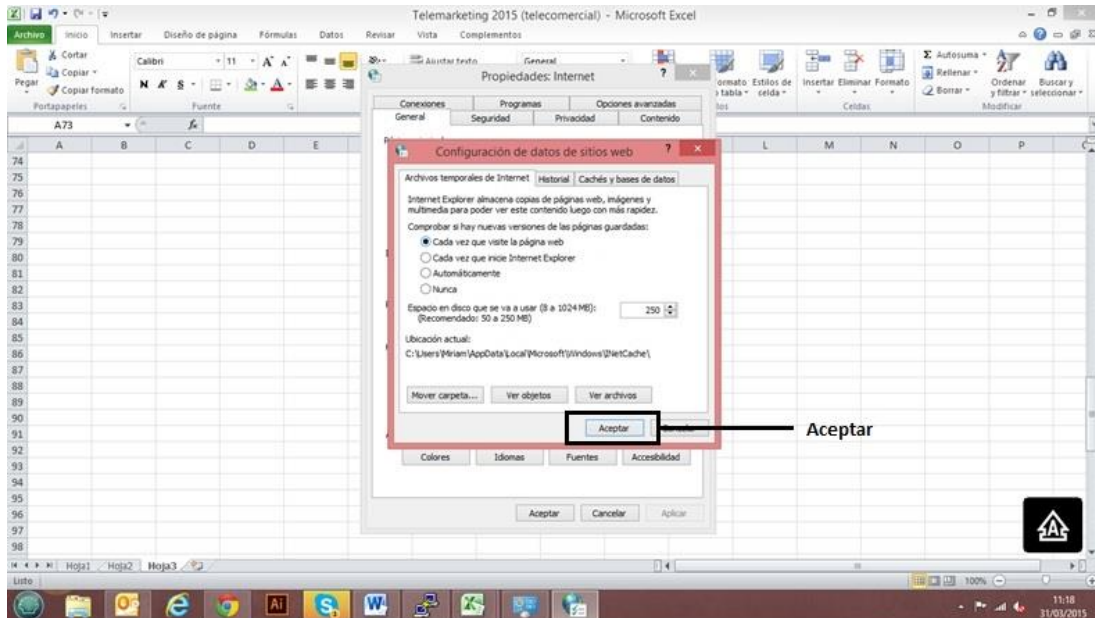 Telemarketing 2015 (telecomercial) - Microsoft Excel
Archivo Inicio Insertar Diseño de página Fórmulas Datos Revisar Vista Complementos
Pegar
Cortar
Copiar
Copiar formato
Portapapeles
Calibri 11
N K S
Fuente
Ajustar texto
General
Estilos de celda
Insertar Eliminar Formato
Celdas
Autosuma
Rellenar
Borrar
Ordenar y filtrar
Buscar y seleccionar
Modificar
A73 fx
A B C D E L M N O P
74
75
76
77
78
79
80
81
82
83
84
85
86
87
88
89
90
91
92
93
94
95
96
97
98
Propiedades: Internet ?
Conexiones Programas Opciones avanzadas
General Seguridad Privacidad Contenido
Configuración de datos de sitios web ? x
Archivos temporales de Internet Historial Cachés y bases de datos
Internet Explorer almacena copias de páginas web, imágenes y
multimedia para poder ver este contenido luego con más rapidez.
Comprobar si hay nuevas versiones de las páginas guardadas:
Cada vez que visite la página web
Cada vez que inicie Internet Explorer
Automáticamente
Nunca
Espacio en disco que se va a usar (8 a 1024 MB): 250
(Recomendado: 50 a 250 MB)
Ubicación actual:
C:\Users\Miriam\AppData\Local\Microsoft\Windows\INetCache\
Mover carpeta... Ver objetos Ver archivos
Aceptar
Aceptar
Colores Idiomas Fuentes Accesibilidad
Aceptar Cancelar Aplicar
Hoja1 Hoja2 Hoja3
Listo
100%
11:18
31/03/2015